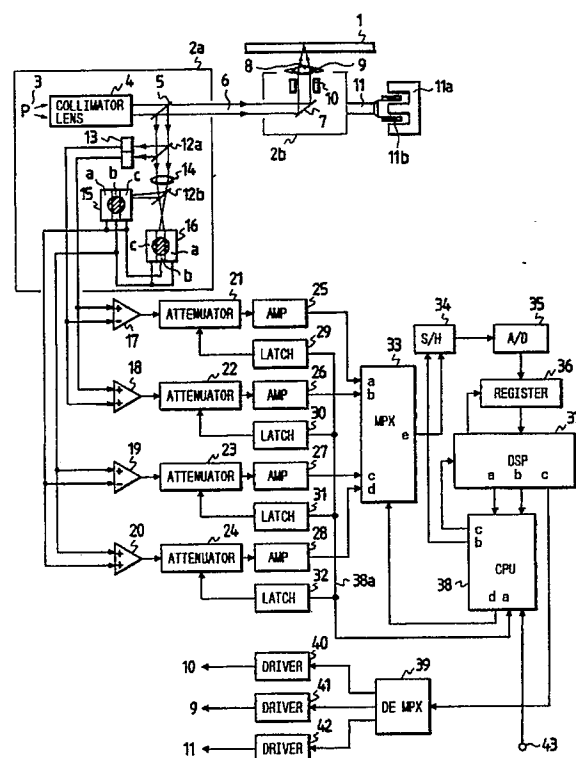 1
2a
3
4
5
6
8
9
P
COLLIMATOR
LENS
10
11
11a
7
11b
2b
13
12a
14
a b c
15
12b
16
c
a
b
21
25
17
ATTENUATOR
AMP
29
LATCH
34
S/H
35
A/D
33
36
REGISTER
22
26
18
ATTENUATOR
AMP
30
LATCH
a
b
MPX
e
c
d
37
DSP
a b c
23
27
19
ATTENUATOR
AMP
31
LATCH
24
28
20
ATTENUATOR
AMP
32
LATCH
38a
c
b
CPU
38
d a
40
10
DRIVER
39
41
9
DRIVER
DE MPX
42
11
DRIVER
43